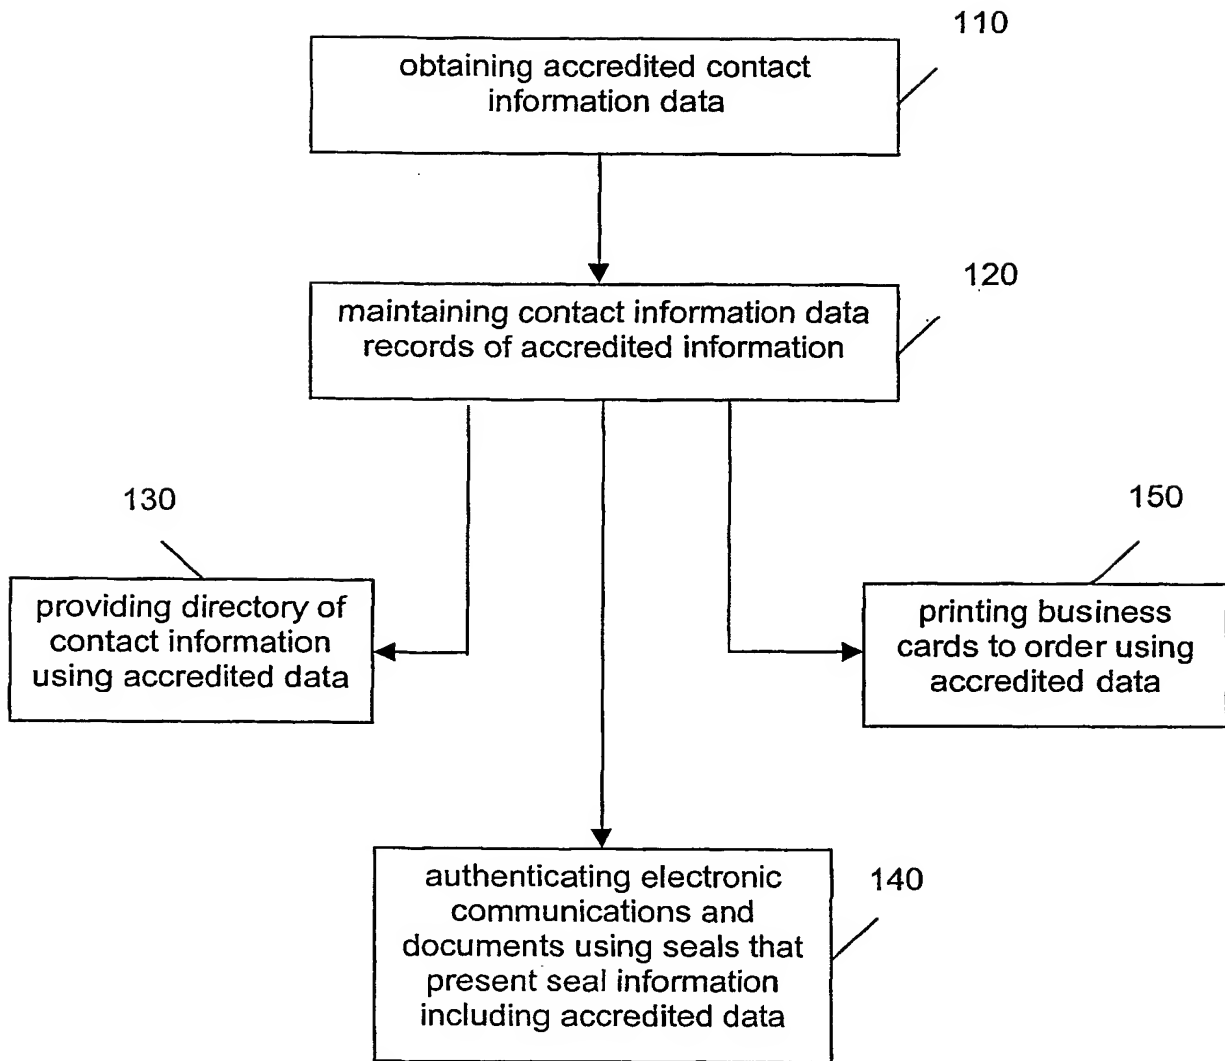 110
obtaining accredited contact
information data
120
maintaining contact information data
records of accredited information
130
providing directory of
contact information
using accredited data
150
printing business
cards to order using
accredited data
140
authenticating electronic
communications and
documents using seals that
present seal information
including accredited data